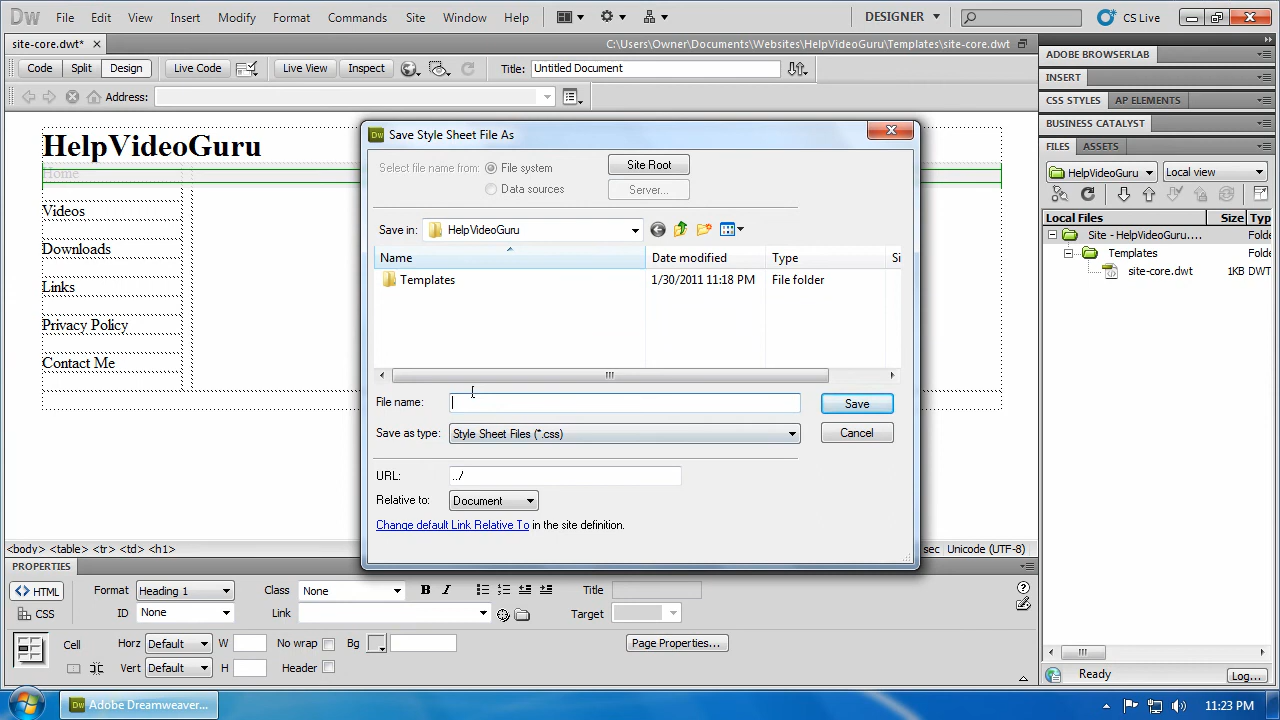 Dw File Edit View Insert Modify Format Commands Site Window Help DESIGNER CS Live
site-core.dwt* C:\Users\Owner\Documents\Websites\HelpVideoGuru\Templates\site-core.dwt
Code Split Design Live Code Live View Inspect Title: Untitled Document
Address:
HelpVideoGuru
Home
Videos
Downloads
Links
Privacy Policy
Contact Me
Dw Save Style Sheet File As
Select file name from: File system Site Root
Data sources Server...
Save in: HelpVideoGuru
Name Date modified Type Si
Templates 1/30/2011 11:18 PM File folder
File name: Save
Save as type: Style Sheet Files (*.css) Cancel
URL: ../
Relative to: Document
Change default Link Relative To in the site definition.
ADOBE BROWSERLAB
INSERT
CSS STYLES AP ELEMENTS
BUSINESS CATALYST
FILES ASSETS
HelpVideoGuru Local view
Local Files Size Type
Site - HelpVideoGuru.... Folde
Templates Folde
site-core.dwt 1KB DWT
<body> <table> <tr> <td> <h1> sec Unicode (UTF-8)
PROPERTIES
<> HTML Format Heading 1 Class None B I Title
CSS ID None Link Target
Cell Horz Default W No wrap Bg Page Properties...
Vert Default H Header
Ready Log...
Dw Adobe Dreamweaver... 11:23 PM